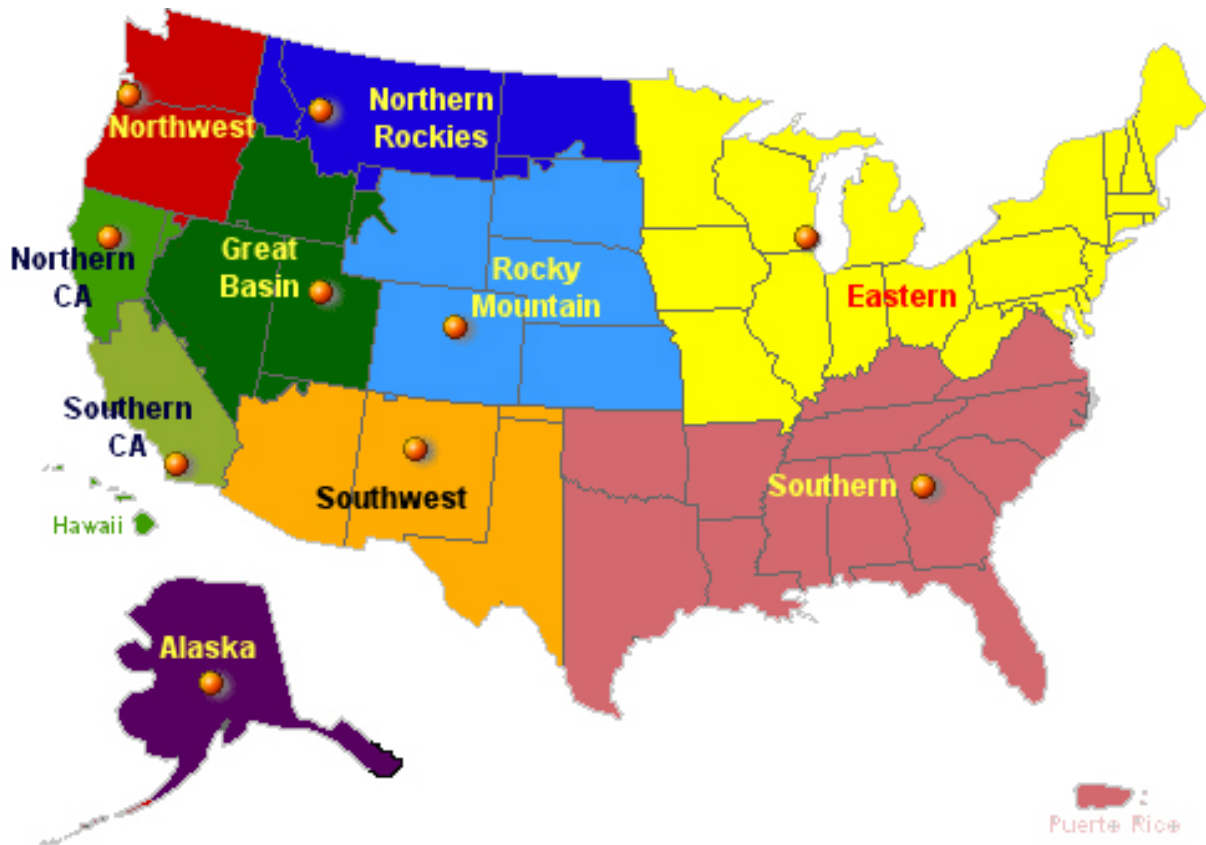 Northern
Rockies
Northwest
Northern
CA
Great
Basin
Rocky
Mountain
Eastern
Southern
CA
Southwest
Southern
Hawaii
Alaska
Puerto Rico